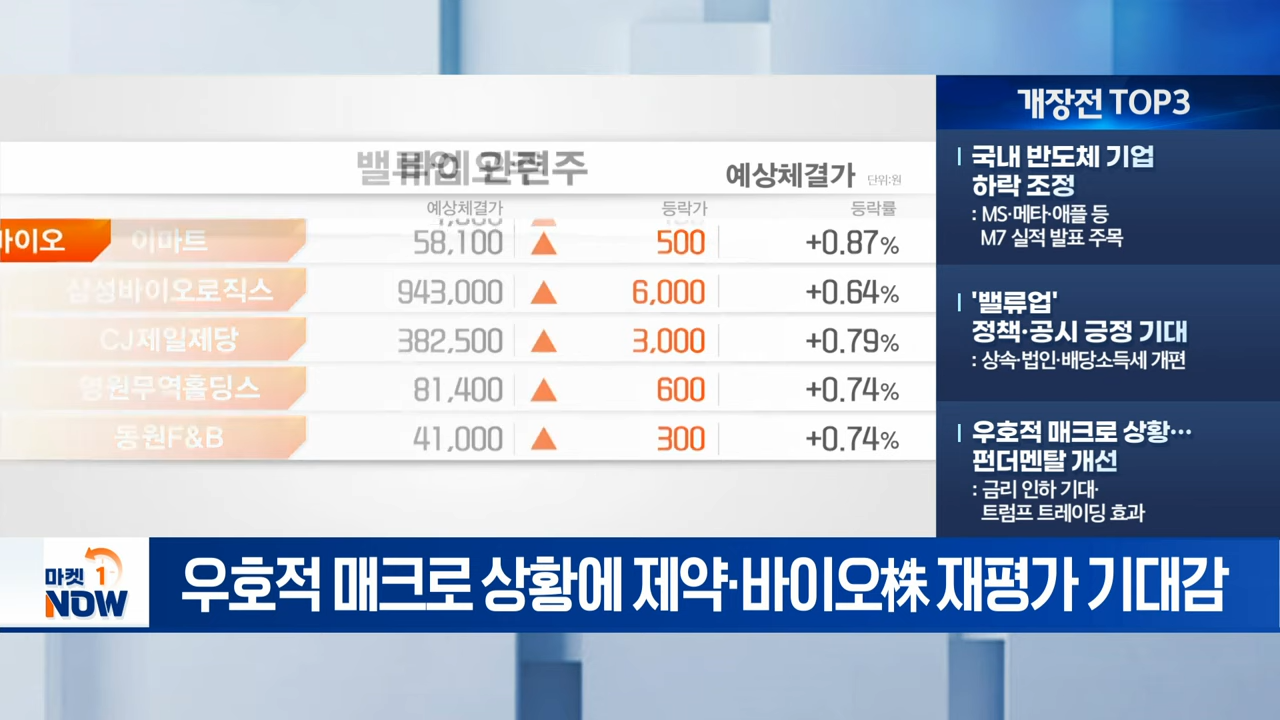 관련주
예상체결가 단위:원
예상체결가 등락가 등락률
바이오 이마트 58,100 ▲ 500 +0.87%
삼성바이오로직스 943,000 ▲ 6,000 +0.64%
CJ제일제당 382,500 ▲ 3,000 +0.79%
영원무역홀딩스 81,400 ▲ 600 +0.74%
동원F&B 41,000 ▲ 300 +0.74%
개장전 TOP3
국내 반도체 기업
하락 조정
: MS·메타·애플 등
M7 실적 발표 주목
'밸류업'
정책·공시 긍정 기대
: 상속·법인·배당소득세 개편
우호적 매크로 상황…
펀더멘탈 개선
: 금리 인하 기대·
트럼프 트레이딩 효과
마켓 1
NOW
우호적 매크로 상황에 제약·바이오株 재평가 기대감